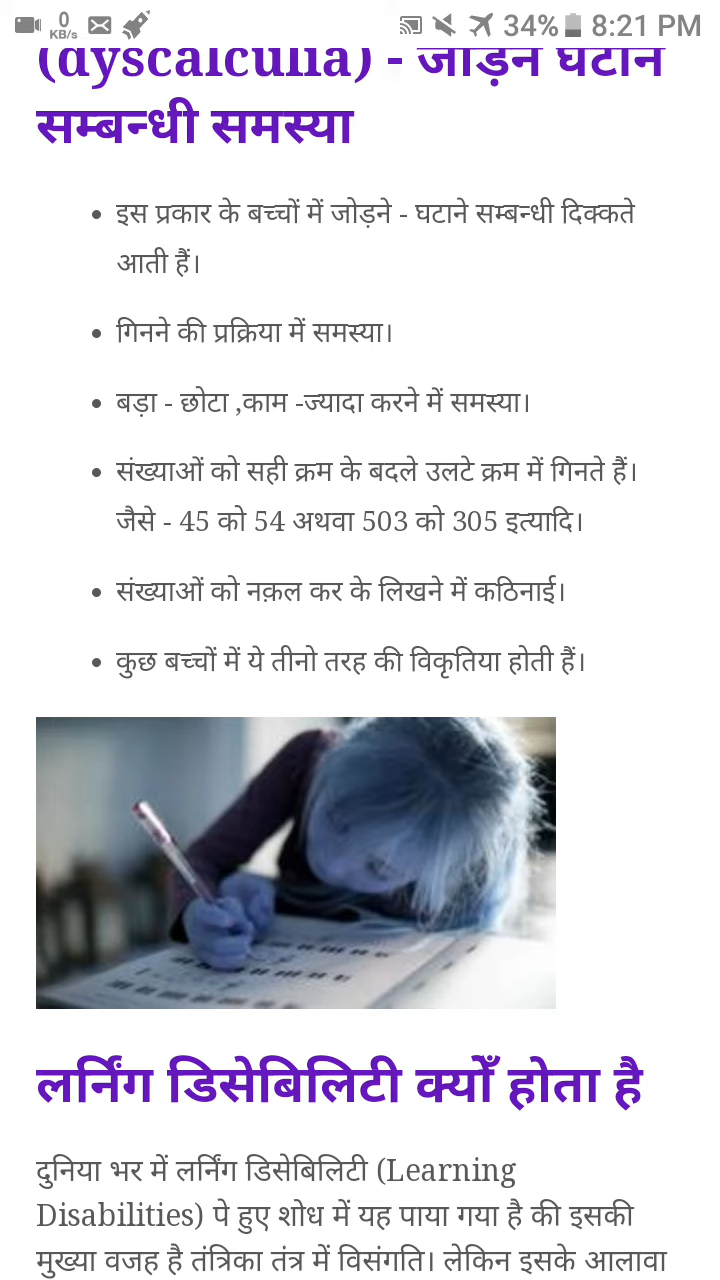 0
KB/s
34% 8:21 PM
(dyscalculia) - जोड़ने घटाने
सम्बन्धी समस्या
इस प्रकार के बच्चों में जोड़ने - घटाने सम्बन्धी दिक्कते
आती हैं।
गिनने की प्रक्रिया में समस्या।
बड़ा - छोटा ,काम -ज्यादा करने में समस्या।
संख्याओं को सही क्रम के बदले उलटे क्रम में गिनते हैं।
जैसे - 45 को 54 अथवा 503 को 305 इत्यादि।
संख्याओं को नक़ल कर के लिखने में कठिनाई।
कुछ बच्चों में ये तीनो तरह की विकृतिया होती हैं।
लर्निंग डिसेबिलिटी क्योँ होता है
दुनिया भर में लर्निंग डिसेबिलिटी (Learning
Disabilities) पे हुए शोध में यह पाया गया है की इसकी
मुख्या वजह है तंत्रिका तंत्र में विसंगति। लेकिन इसके आलावा